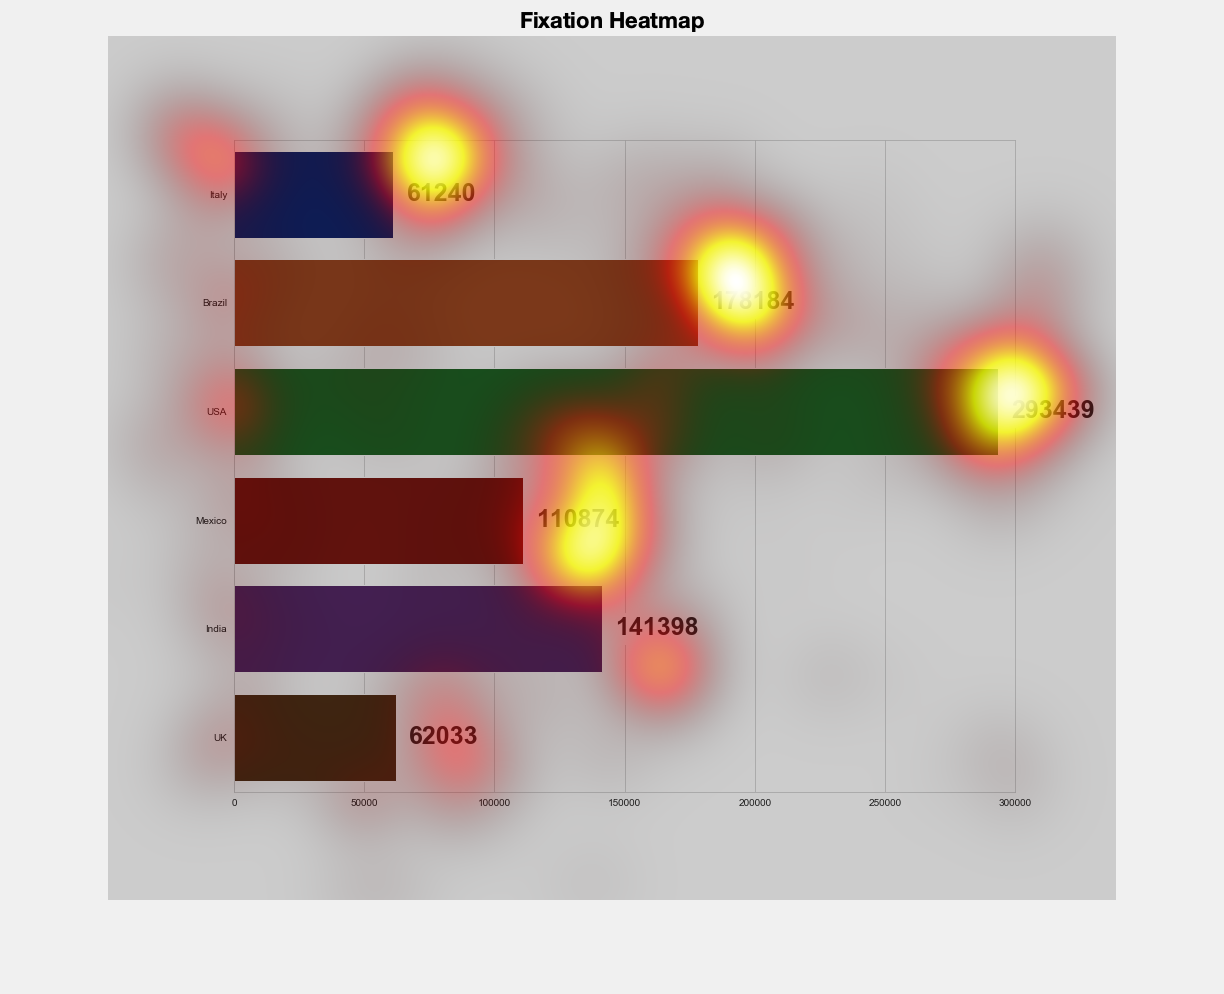 Fixation Heatmap
Italy 61240
Brazil 178184
USA 293439
Mexico 110874
India 141398
UK 62033
0 50000 100000 150000 200000 250000 300000